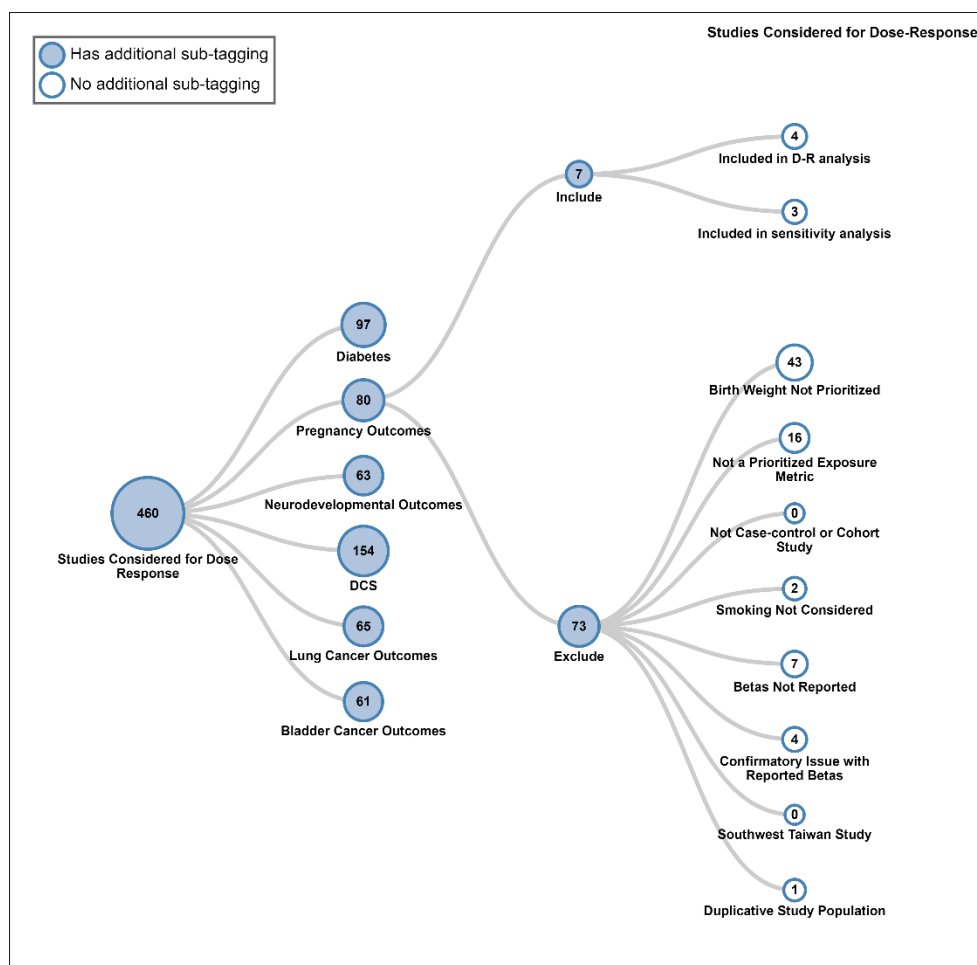 Studies Considered for Dose-Response
Has additional sub-tagging
No additional sub-tagging
4
Included in D-R analysis
7
Include
3
Included in sensitivity analysis
97
Diabetes
80
Pregnancy Outcomes
63
Neurodevelopmental Outcomes
460
Studies Considered for Dose
Response
154
DCS
65
Lung Cancer Outcomes
61
Bladder Cancer Outcomes
73
Exclude
43
Birth Weight Not Prioritized
16
Not a Prioritized Exposure
Metric
0
Not Case-control or Cohort
Study
2
Smoking Not Considered
7
Betas Not Reported
4
Confirmatory Issue with
Reported Betas
0
Southwest Taiwan Study
1
Duplicative Study Population